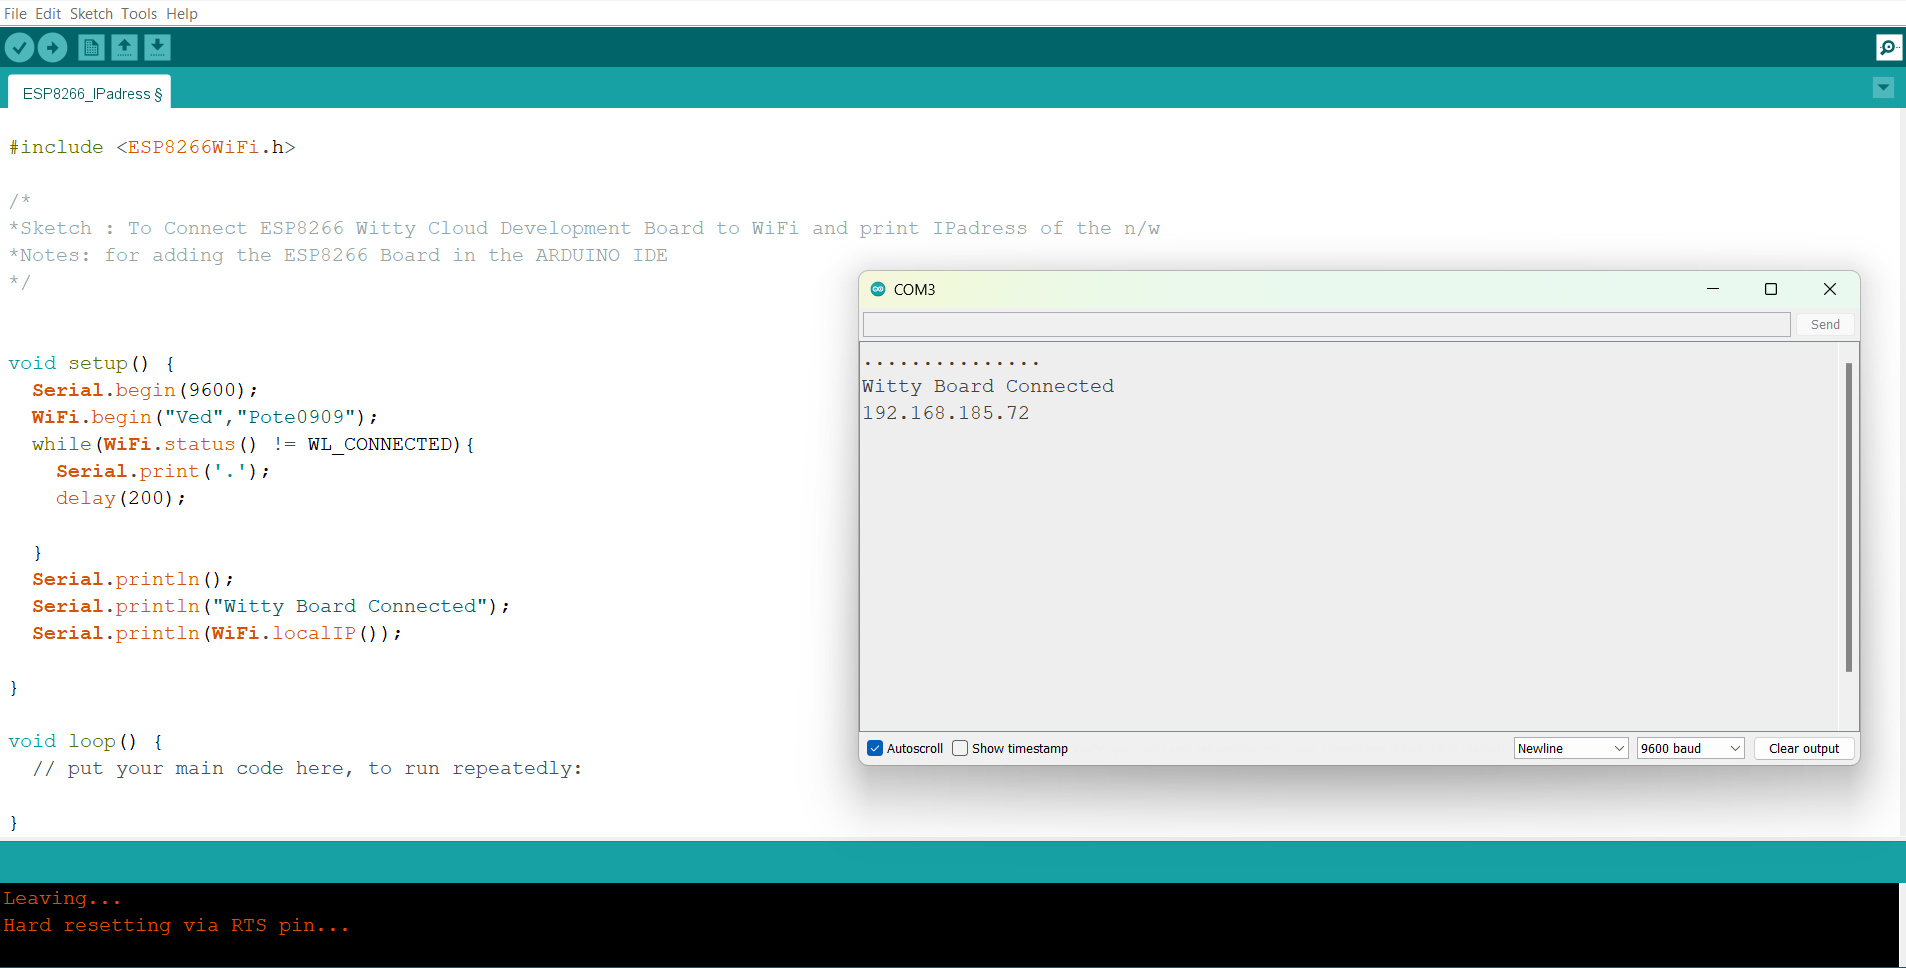 File Edit Sketch Tools Help
ESP8266_IPadress §
#include <ESP8266WiFi.h>
/*
*Sketch : To Connect ESP8266 Witty Cloud Development Board to WiFi and print IPadress of the n/w
*Notes: for adding the ESP8266 Board in the ARDUINO IDE
*/
void setup() {
Serial.begin(9600);
WiFi.begin("Ved","Pote0909");
while(WiFi.status() != WL_CONNECTED){
Serial.print('.');
delay(200);
}
Serial.println();
Serial.println("Witty Board Connected");
Serial.println(WiFi.localIP());
}
void loop() {
// put your main code here, to run repeatedly:
}
COM3
Send
...............
Witty Board Connected
192.168.185.72
Autoscroll Show timestamp Newline 9600 baud Clear output
Leaving...
Hard resetting via RTS pin...